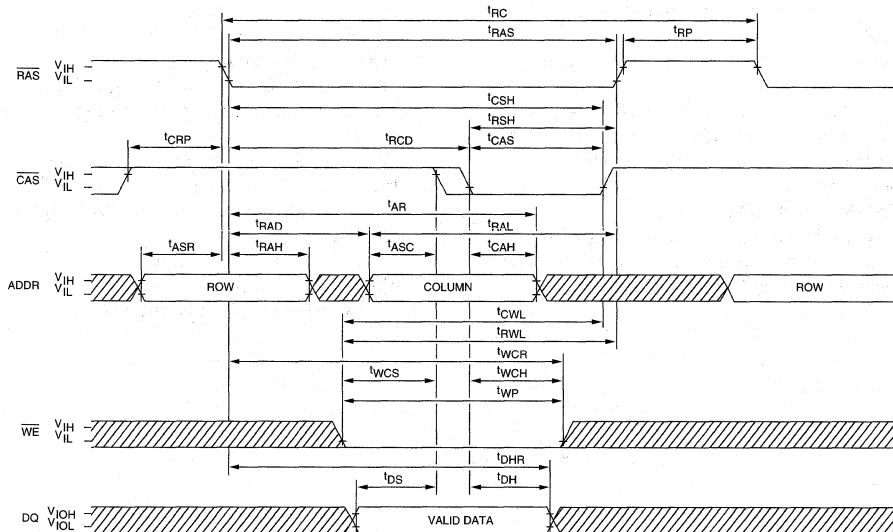 tRC
tRAS
tRP
RAS VIH
VIL
tCSH
tRSH
tCRP
tRCD
tCAS
CAS VIH
VIL
tAR
tRAD
tRAL
tASR
tRAH
tASC
tCAH
ADDR VIH
VIL
ROW
COLUMN
ROW
tCWL
tRWL
tWCR
tWCS
tWCH
tWP
WE VIH
VIL
tDHR
tDS
tDH
DQ VIOH
VIOL
VALID DATA